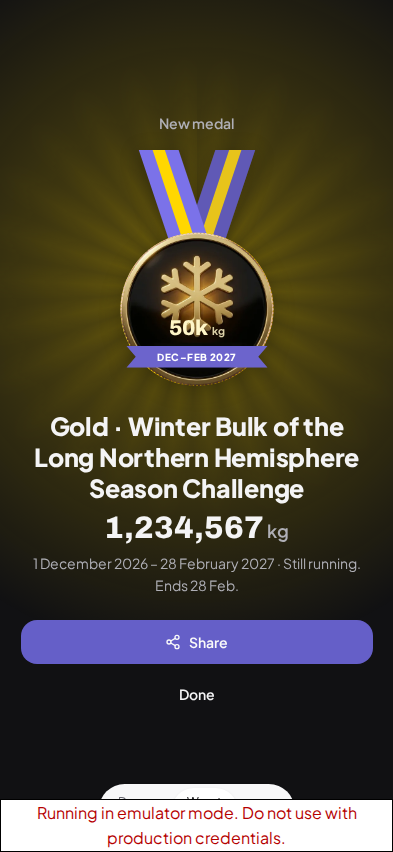 New medal
50k kg
DEC–FEB 2027
Gold · Winter Bulk of the
Long Northern Hemisphere
Season Challenge
1,234,567 kg
1 December 2026 – 28 February 2027 · Still running.
Ends 28 Feb.
Share
Done
Running in emulator mode. Do not use with
production credentials.